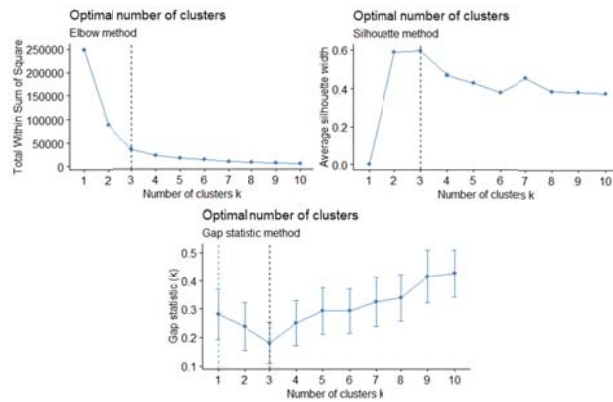 Optimal number of clusters
Elbow method
250000
200000
150000
100000
50000
0
Total Within Sum of Square
1 2 3 4 5 6 7 8 9 10
Number of clusters k
Optimal number of clusters
Silhouette method
0.6
0.4
0.2
0.0
Average silhouette width
1 2 3 4 5 6 7 8 9 10
Number of clusters k
Optimal number of clusters
Gap statistic method
0.5
0.4
0.3
0.2
0.1
Gap statistic (k)
1 2 3 4 5 6 7 8 9 10
Number of clusters k